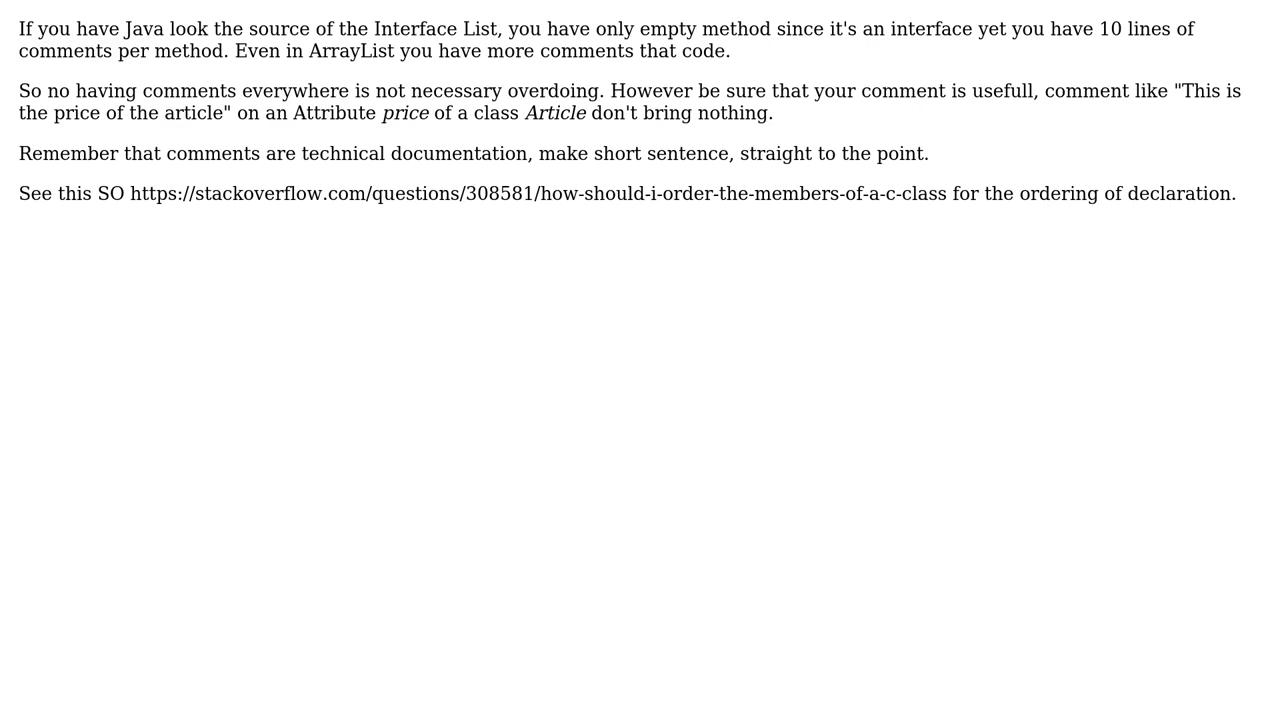 If you have Java look the source of the Interface List, you have only empty method since it's an interface yet you have 10 lines of
comments per method. Even in ArrayList you have more comments that code.
So no having comments everywhere is not necessary overdoing. However be sure that your comment is usefull, comment like "This is
the price of the article" on an Attribute price of a class Article don't bring nothing.
Remember that comments are technical documentation, make short sentence, straight to the point.
See this SO https://stackoverflow.com/questions/308581/how-should-i-order-the-members-of-a-c-class for the ordering of declaration.